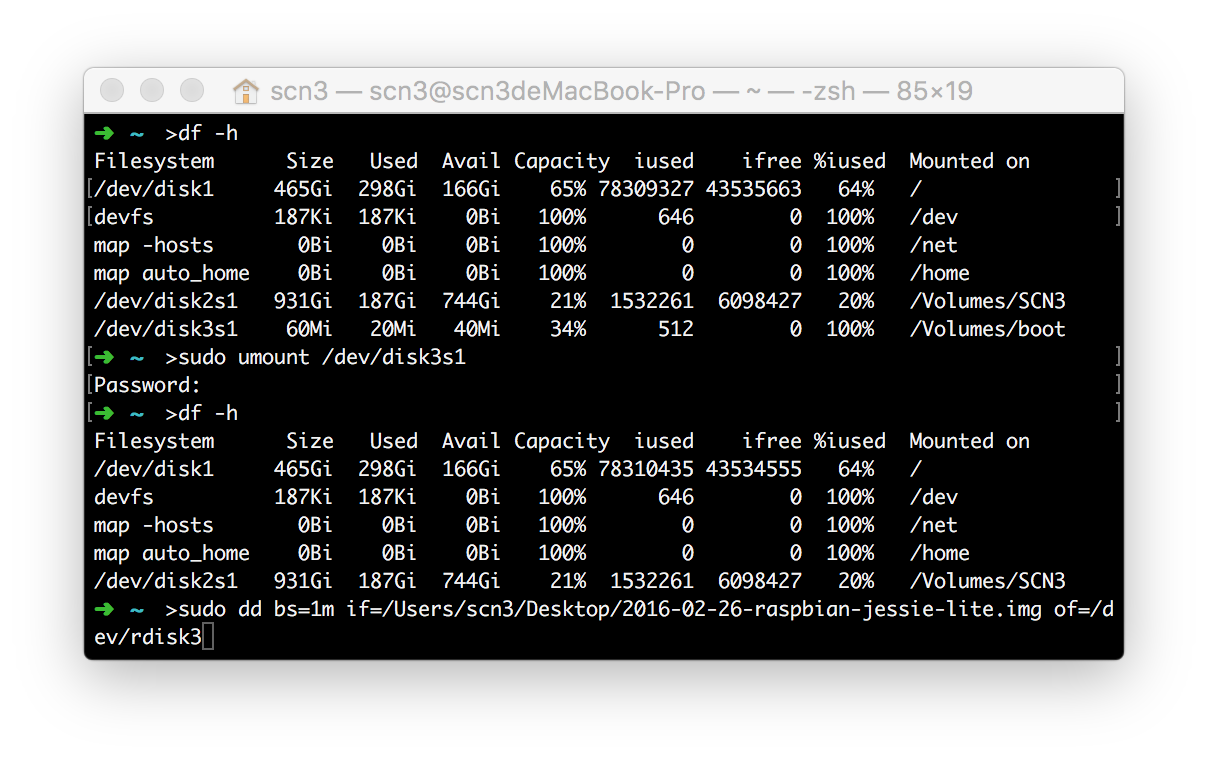 scn3 — scn3@scn3deMacBook-Pro — ~ — -zsh — 85×19
➜  ~  >df -h
Filesystem      Size   Used  Avail Capacity  iused    ifree %iused  Mounted on
[/dev/disk1     465Gi  298Gi  166Gi    65% 78309327 43535663   64%   /                ]
[devfs          187Ki  187Ki    0Bi   100%      646        0  100%   /dev             ]
map -hosts       0Bi    0Bi    0Bi   100%        0        0  100%   /net
map auto_home    0Bi    0Bi    0Bi   100%        0        0  100%   /home
/dev/disk2s1   931Gi  187Gi  744Gi    21%  1532261  6098427   20%   /Volumes/SCN3
/dev/disk3s1    60Mi   20Mi   40Mi    34%      512        0  100%   /Volumes/boot
[➜  ~  >sudo umount /dev/disk3s1                                                      ]
[Password:                                                                            ]
[➜  ~  >df -h                                                                         ]
Filesystem      Size   Used  Avail Capacity  iused    ifree %iused  Mounted on
/dev/disk1     465Gi  298Gi  166Gi    65% 78310435 43534555   64%   /
devfs          187Ki  187Ki    0Bi   100%      646        0  100%   /dev
map -hosts       0Bi    0Bi    0Bi   100%        0        0  100%   /net
map auto_home    0Bi    0Bi    0Bi   100%        0        0  100%   /home
/dev/disk2s1   931Gi  187Gi  744Gi    21%  1532261  6098427   20%   /Volumes/SCN3
➜  ~  >sudo dd bs=1m if=/Users/scn3/Desktop/2016-02-26-raspbian-jessie-lite.img of=/d
ev/rdisk3